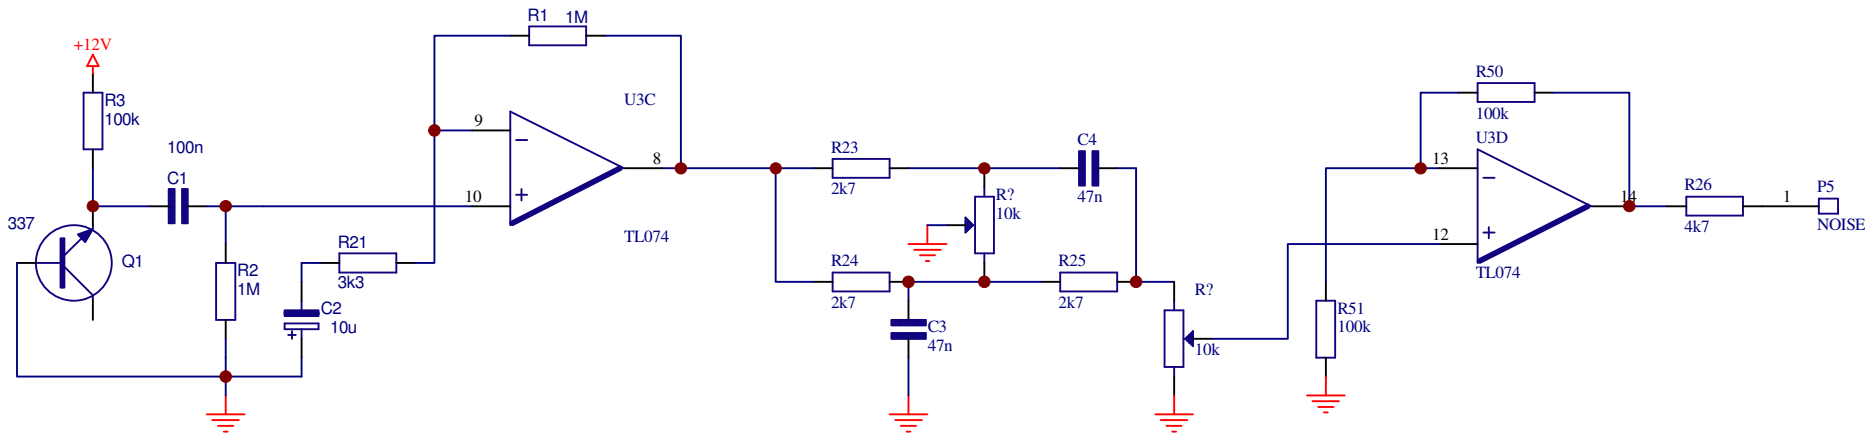 +12V
R3
100k
337
Q1
100n
C1
R2
1M
R21
3k3
C2
10u
+
R1 1M
U3C
9
8
10
TL074
R23
2k7
R24
2k7
C3
47n
R?
10k
C4
47n
R25
2k7
R?
10k
R50
100k
U3D
13
14
12
TL074
R51
100k
R26
4k7
1
P5
NOISE